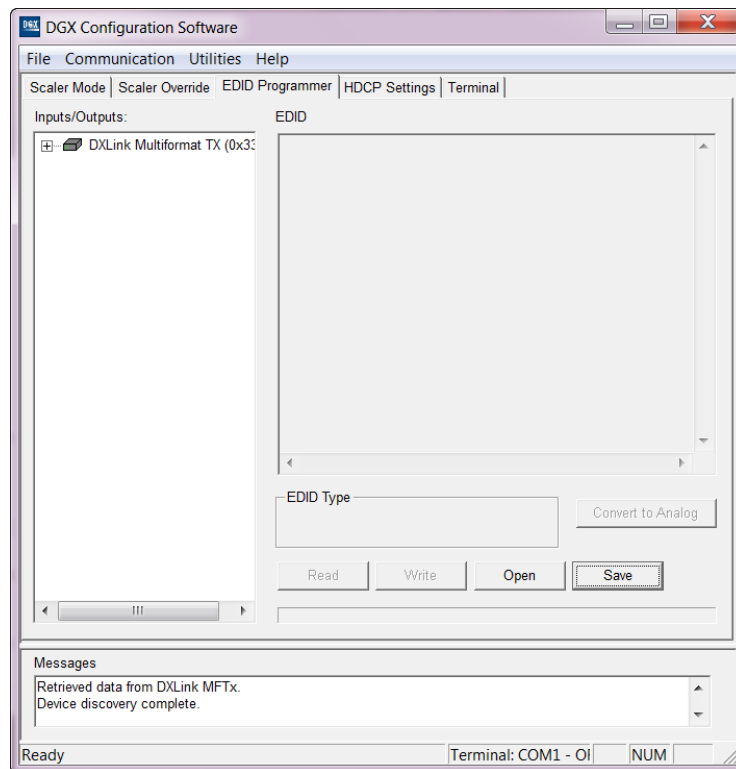 DGX DGX Configuration Software
File Communication Utilities Help
Scaler Mode Scaler Override EDID Programmer HDCP Settings Terminal
Inputs/Outputs: EDID
DXLink Multiformat TX (0x33
EDID Type
Convert to Analog
Read Write Open Save
Messages
Retrieved data from DXLink MFTx.
Device discovery complete.
Ready Terminal: COM1 - NUM